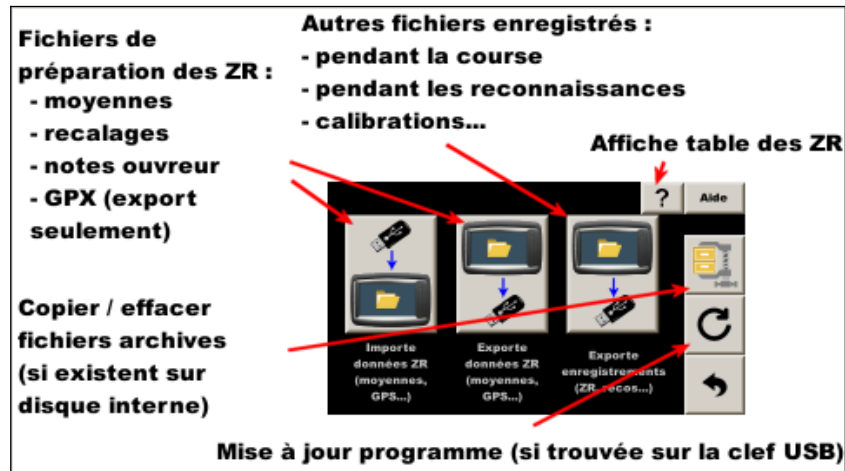 Fichiers de
préparation des ZR :
- moyennes
- recalages
- notes ouvreur
- GPX (export
seulement)
Autres fichiers enregistrés :
- pendant la course
- pendant les reconnaissances
- calibrations...
Affiche table des ZR
? Aide
Copier / effacer
fichiers archives
(si existent sur
disque interne)
Importe
données ZR
(moyennes,
GPS...)
Exporte
données ZR
(moyennes,
GPS...)
Exporte
enregistrements
(ZR, recos...)
Mise à jour programme (si trouvée sur la clef USB)